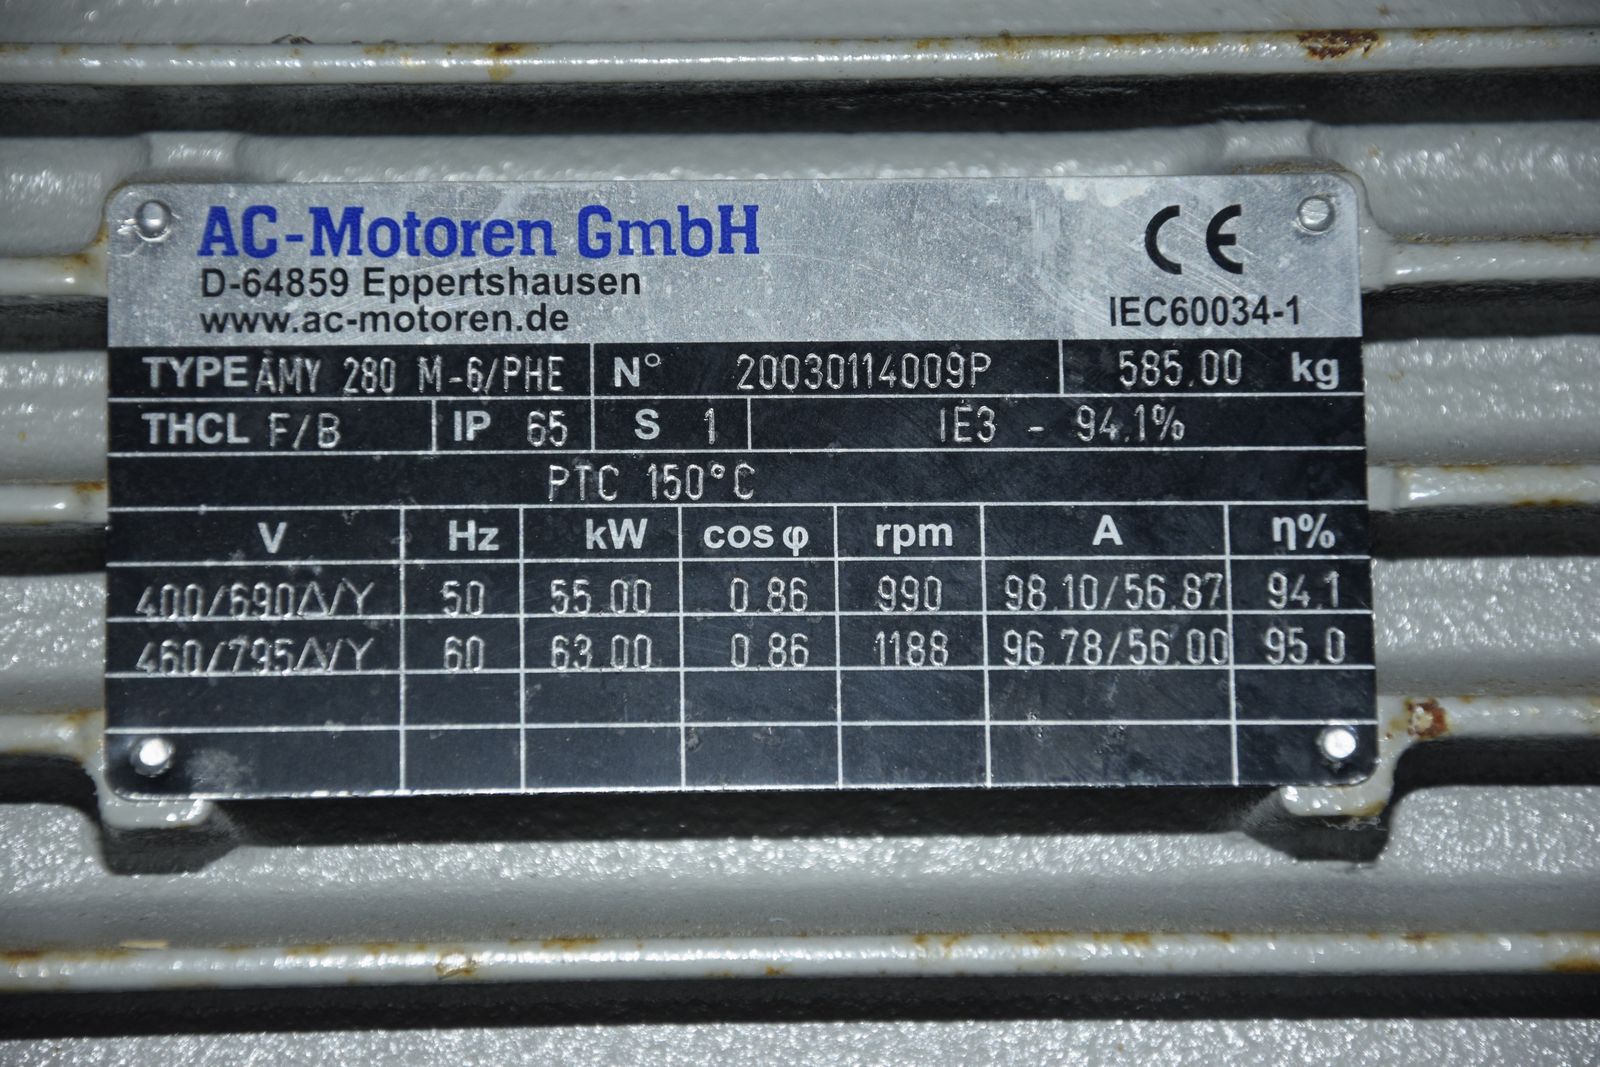 AC-Motoren GmbH
D-64859 Eppertshausen
www.ac-motoren.de
CE
IEC60034-1
TYPE AMY 280 M-6/PHE N° 20030114009P 585.00 kg
THCL F/B IP 65 S 1 IE3 - 94.1%
PTC 150°C
V Hz kW cos φ rpm A η%
400/690Δ/Y 50 55.00 0.86 990 98.10/56.87 94.1
460/795Δ/Y 60 63.00 0.86 1188 96.78/56.00 95.0